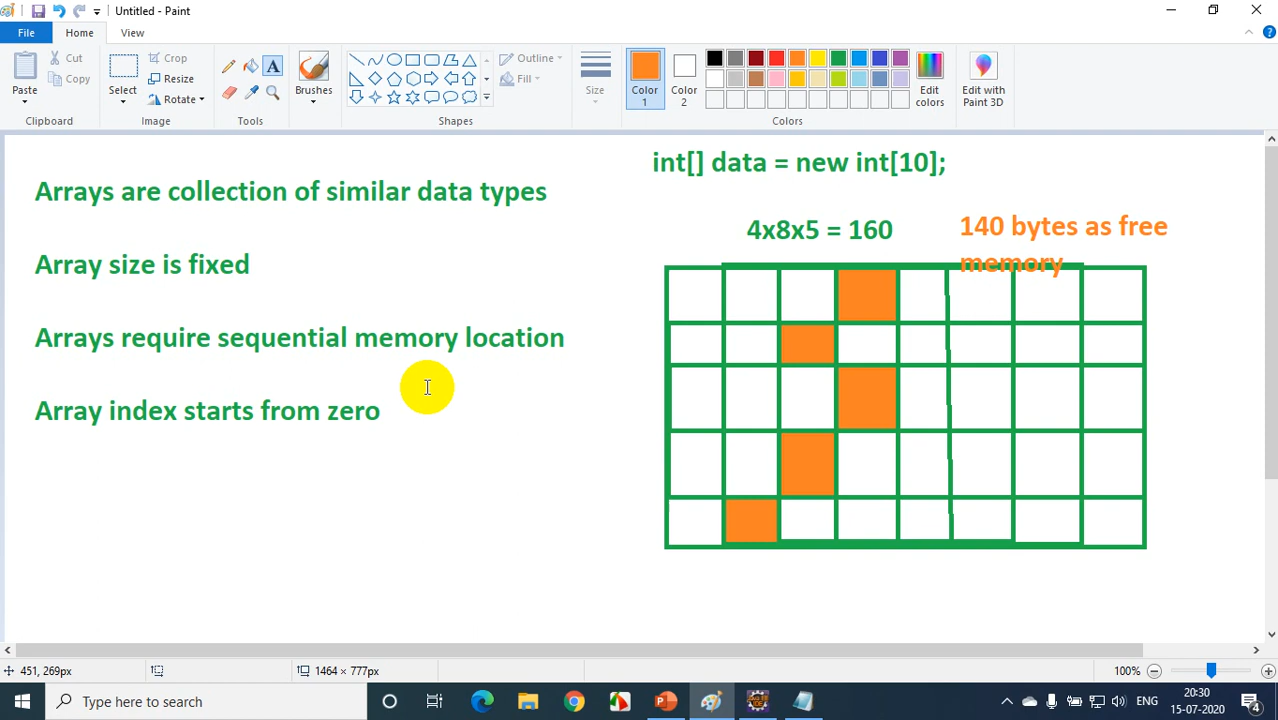 Untitled - Paint
File
Home
View
Paste
Cut
Copy
Clipboard
Select
Crop
Resize
Rotate
Image
A
Tools
Brushes
Outline
Fill
Shapes
Size
Color 1
Color 2
Edit colors
Edit with Paint 3D
Colors
int[] data = new int[10];
Arrays are collection of similar data types
4x8x5 = 160
140 bytes as free
memory
Array size is fixed
Arrays require sequential memory location
Array index starts from zero
451, 269px
1464 × 777px
100%
Type here to search
ENG
20:30
15-07-2020
4